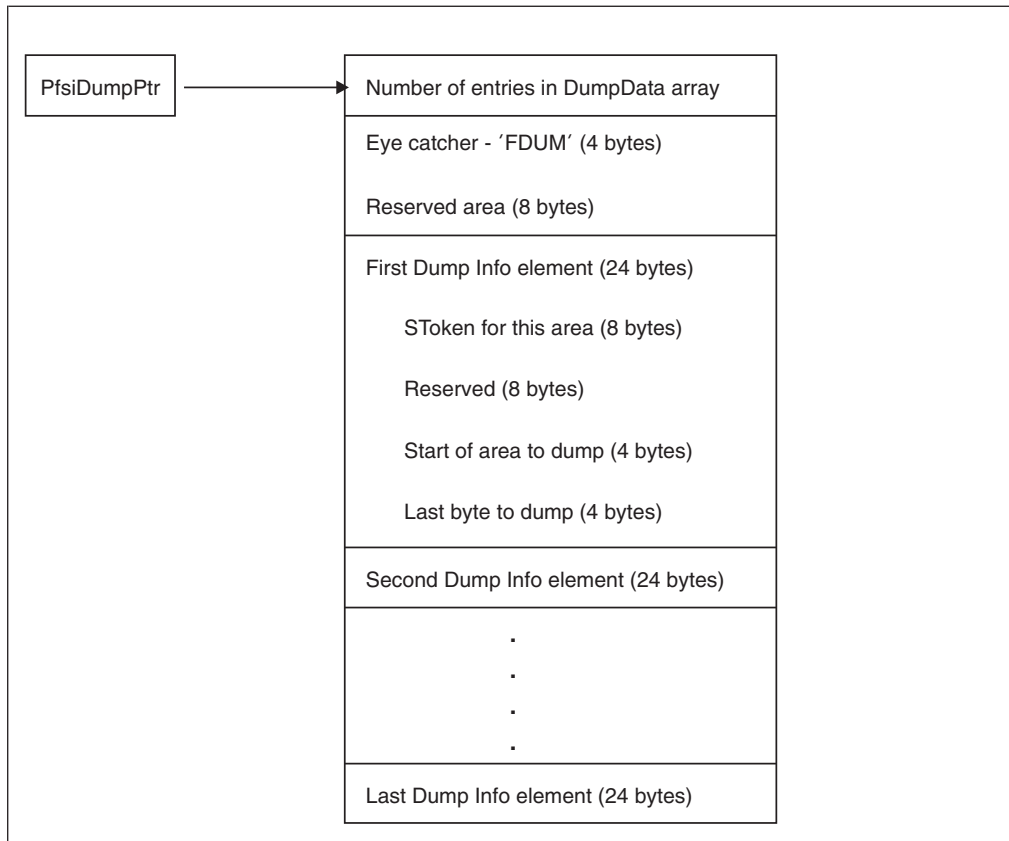 PfsiDumpPtr
Number of entries in DumpData array
Eye catcher - ′FDUM′ (4 bytes)
Reserved area (8 bytes)
First Dump Info element (24 bytes)
SToken for this area (8 bytes)
Reserved (8 bytes)
Start of area to dump (4 bytes)
Last byte to dump (4 bytes)
Second Dump Info element (24 bytes)
.
.
.
.
Last Dump Info element (24 bytes)